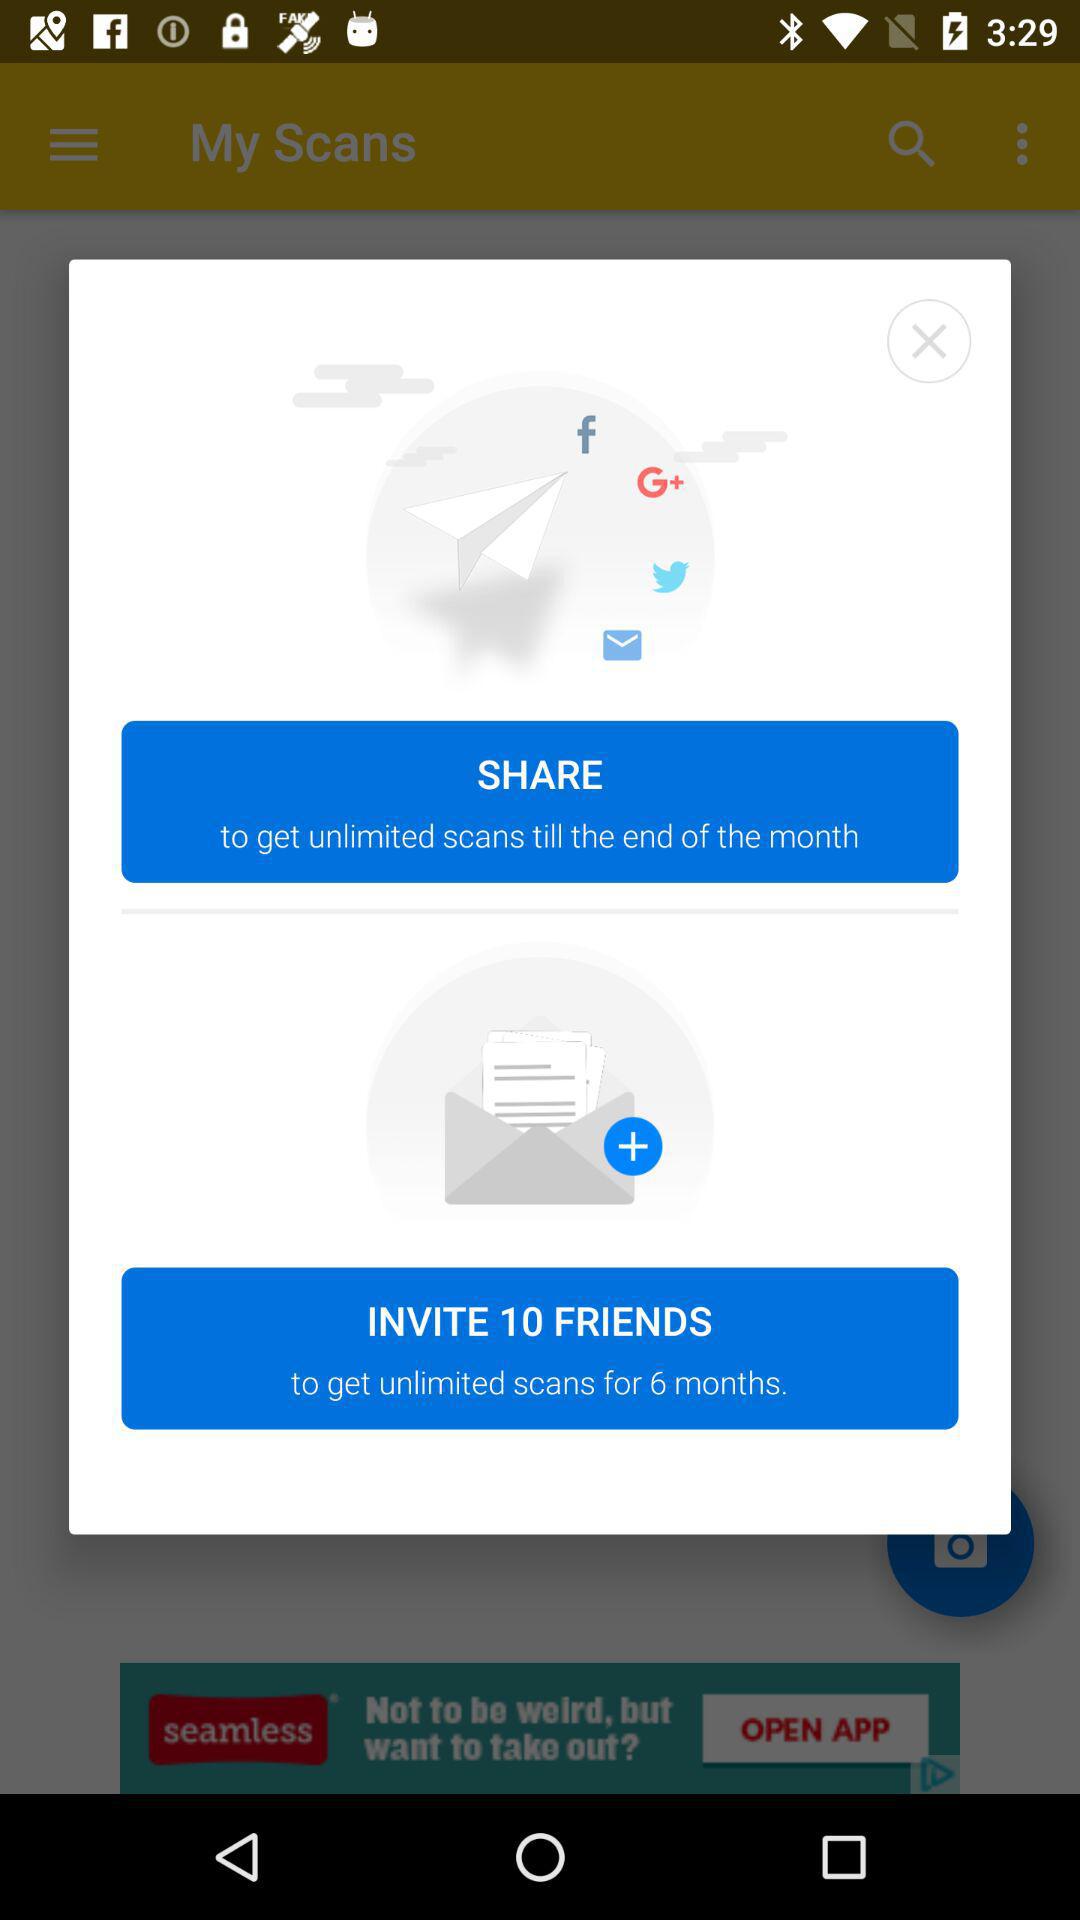 FAKE
3:29
My Scans
f
G+
SHARE
to get unlimited scans till the end of the month
INVITE 10 FRIENDS
to get unlimited scans for 6 months.
seamless®
Not to be weird, but
want to take out?
OPEN APP